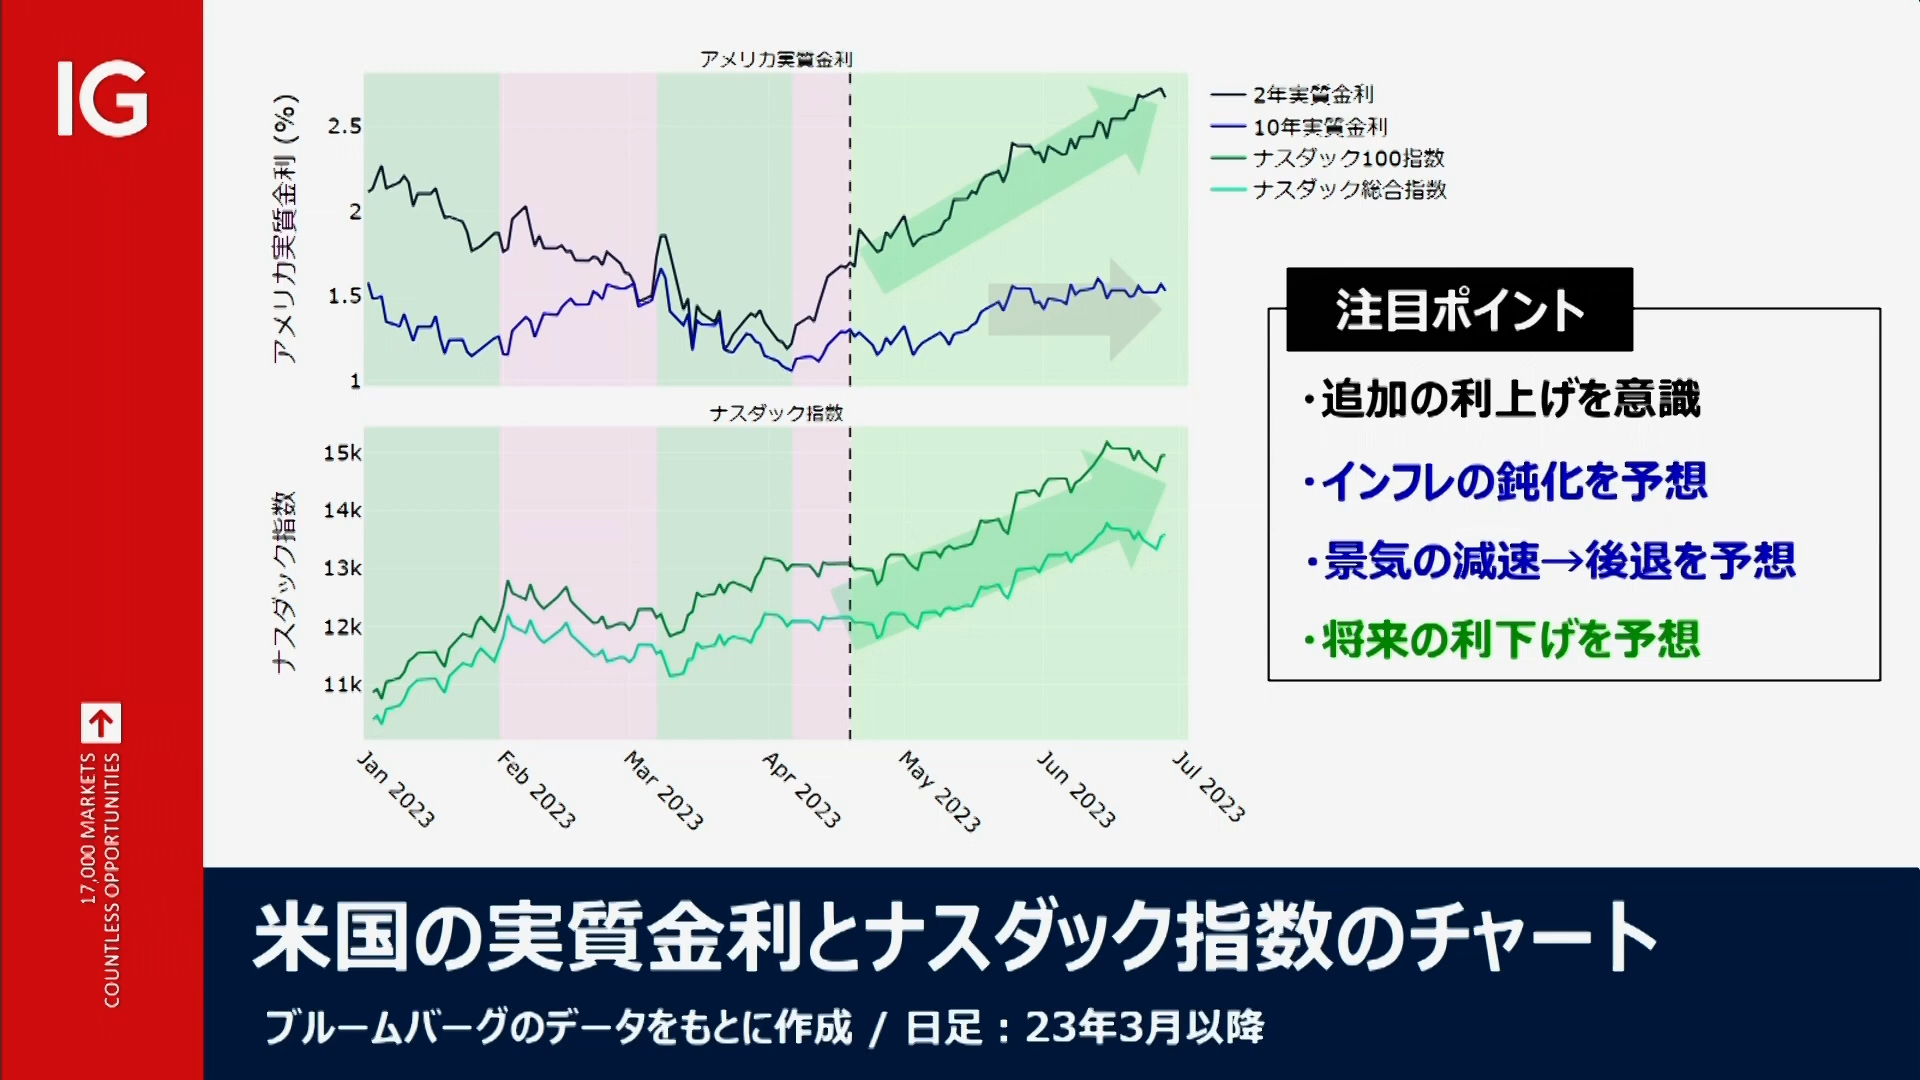 IG
17,000 MARKETS
COUNTLESS OPPORTUNITIES
アメリカ実質金利
アメリカ実質金利 (%)
2.5
2
1.5
1
2年実質金利
10年実質金利
ナスダック100指数
ナスダック総合指数
ナスダック指数
ナスダック指数
15k
14k
13k
12k
11k
Jan 2023
Feb 2023
Mar 2023
Apr 2023
May 2023
Jun 2023
Jul 2023
注目ポイント
・追加の利上げを意識
・インフレの鈍化を予想
・景気の減速→後退を予想
・将来の利下げを予想
米国の実質金利とナスダック指数のチャート
ブルームバーグのデータをもとに作成 / 日足：23年3月以降